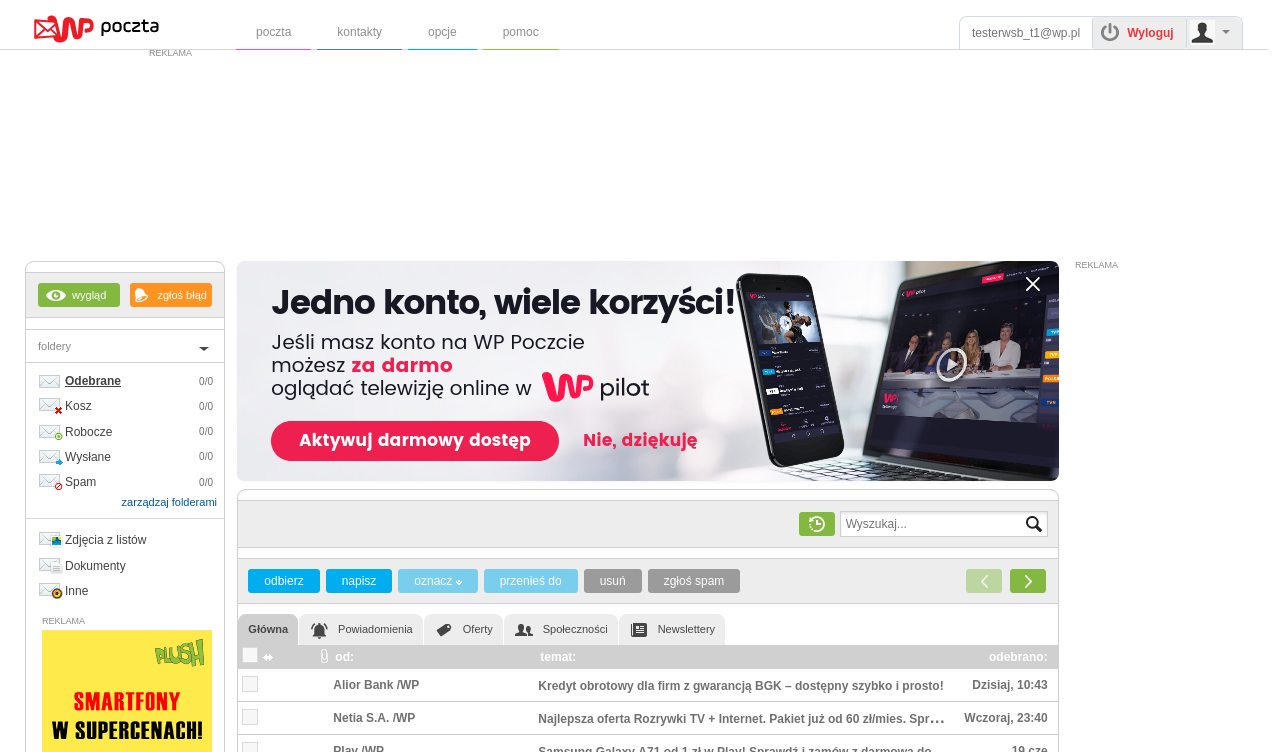 WP poczta
poczta
kontakty
opcje
pomoc
testerwsb_t1@wp.pl
Wyloguj
REKLAMA
wygląd
zgłoś błąd
foldery
Odebrane 0/0
Kosz 0/0
Robocze 0/0
Wysłane 0/0
Spam 0/0
zarządzaj folderami
Zdjęcia z listów
Dokumenty
Inne
REKLAMA
PLUSH
SMARTFONY
W SUPERCENACH!
Jedno konto, wiele korzyści!
Jeśli masz konto na WP Poczcie
możesz za darmo
oglądać telewizję online w WP pilot
Aktywuj darmowy dostęp
Nie, dziękuję
REKLAMA
Wyszukaj...
odbierz
napisz
oznacz
przenieś do
usuń
zgłoś spam
Główna
Powiadomienia
Oferty
Społeczności
Newslettery
od: temat: odebrano:
Alior Bank /WP Kredyt obrotowy dla firm z gwarancją BGK – dostępny szybko i prosto! Dzisiaj, 10:43
Netia S.A. /WP Najlepsza oferta Rozrywki TV + Internet. Pakiet już od 60 zł/mies. Spr... Wczoraj, 23:40
Play /WP Samsung Galaxy A71 od 1 zł w Play! Sprawdź i zamów z darmową do 19 cze